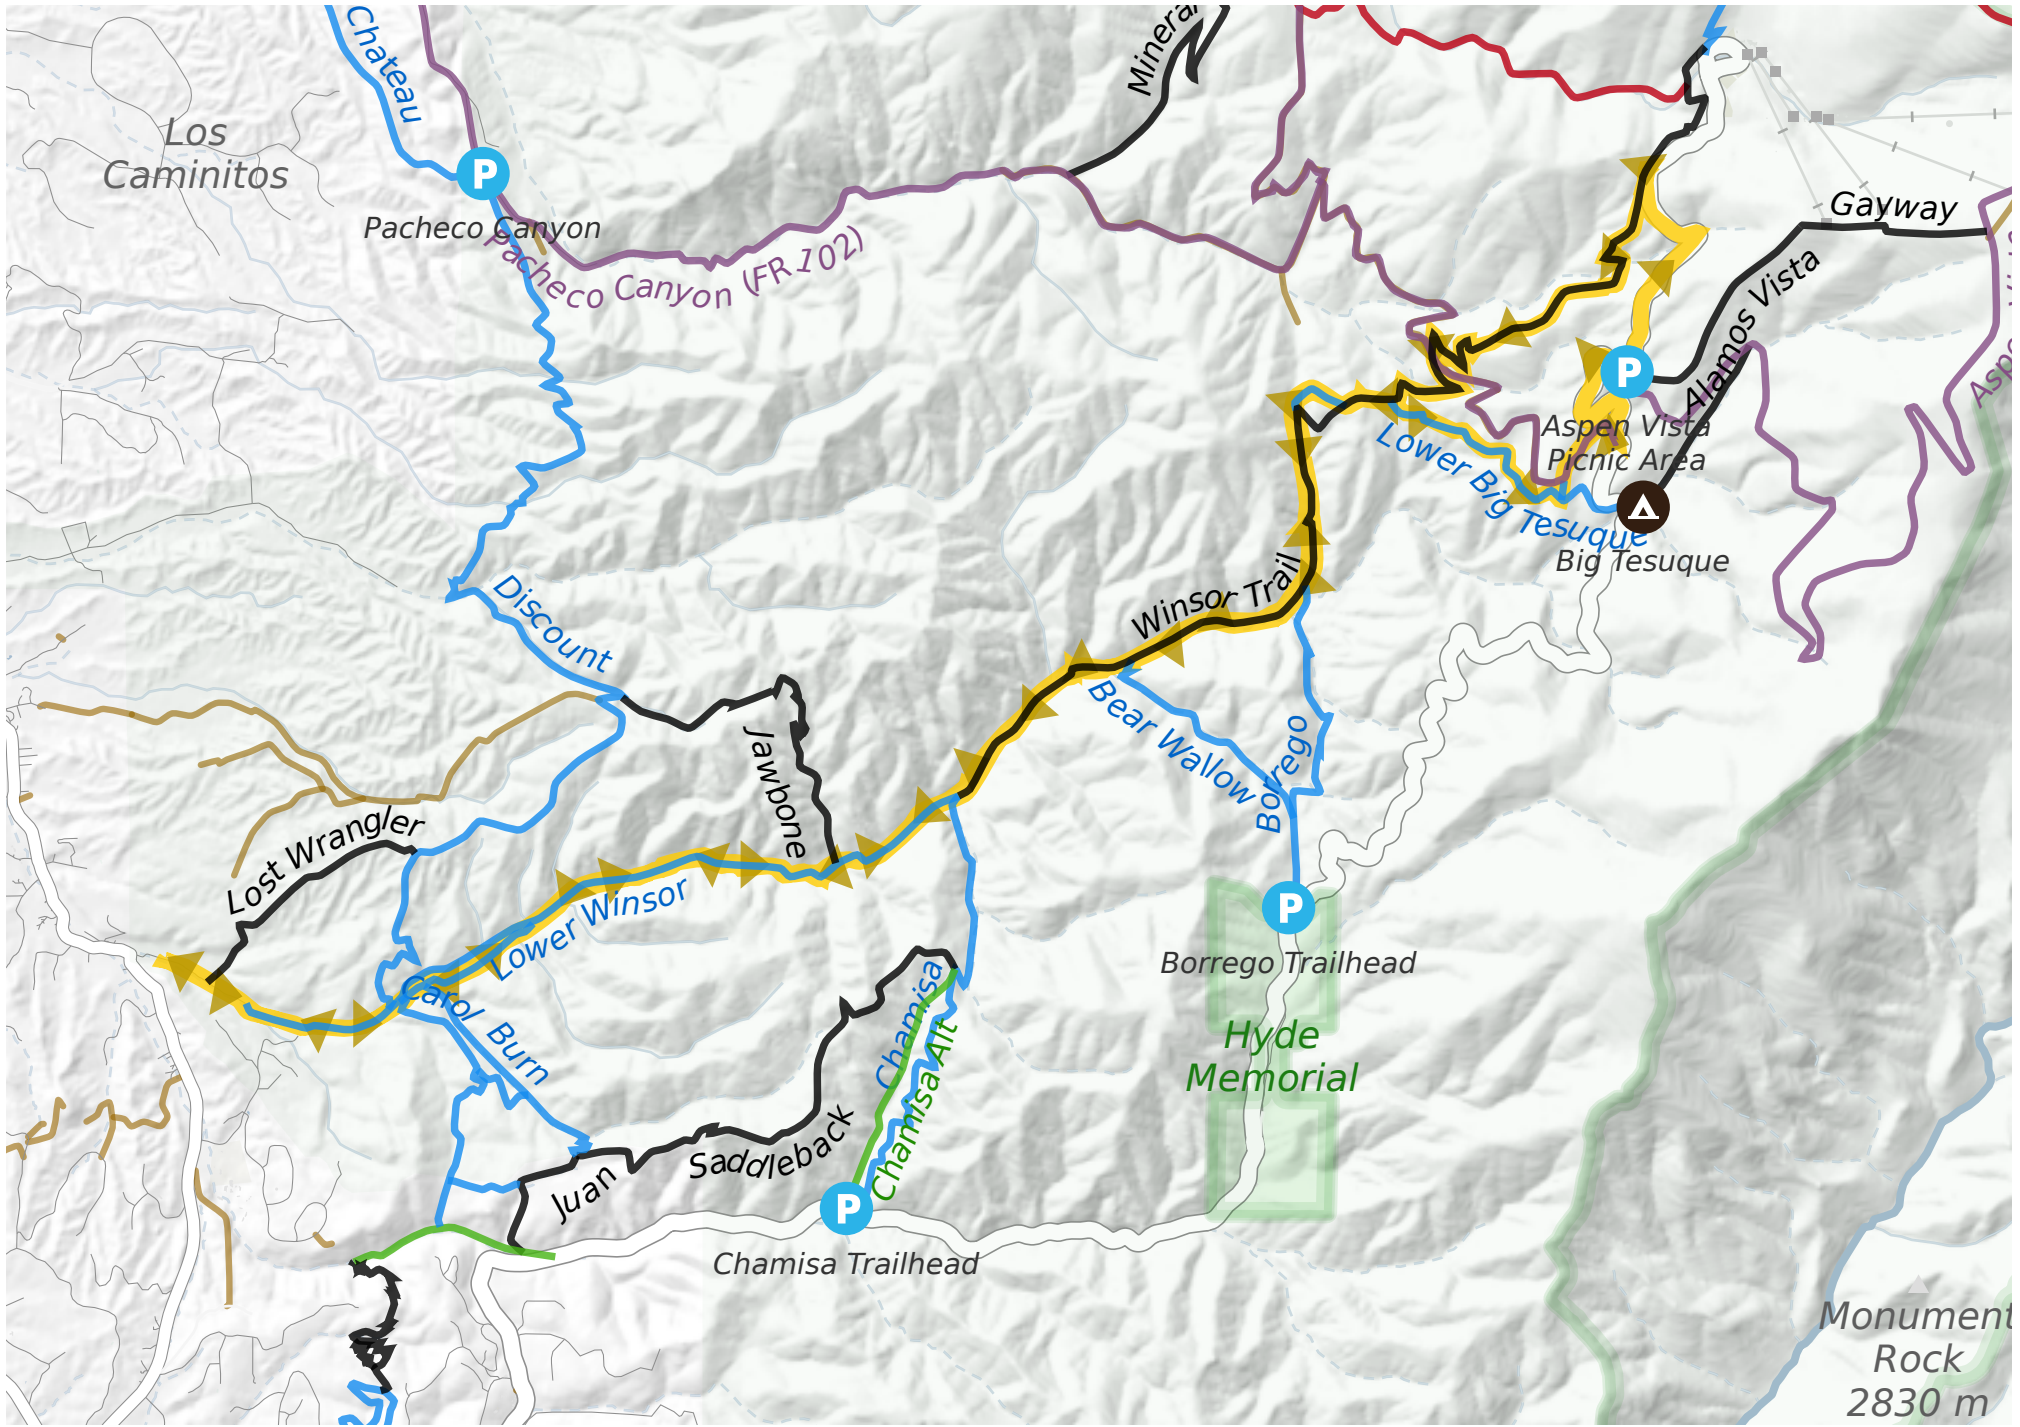 Chateau
Mineral
Los
Caminitos
P
Pacheco Canyon
Pacheco Canyon (FR 102)
Gayway
Alamos Vista
P
Aspen Vista
Picnic Area
Lower Big Tesuque
Big Tesuque
Discount
Winsor Trail
Bear Wallow
Borrego
Jawbone
Lost Wrangler
Lower Winsor
P
Borrego Trailhead
Carol Burn
Chamisa
Chamisa Alt
Hyde
Memorial
Saddleback
Juan
P
Chamisa Trailhead
Monument
Rock
2830 m